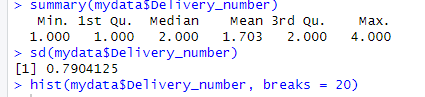 > summary(mydata$Delivery_number)
Min. 1st Qu. Median Mean 3rd Qu. Max.
1.000 1.000 2.000 1.703 2.000 4.000
> sd(mydata$Delivery_number)
[1] 0.7904125
> hist(mydata$Delivery_number, breaks = 20)